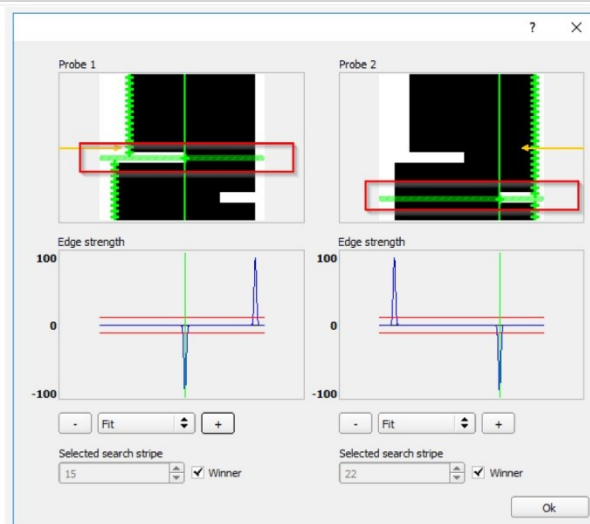 ?
Probe 1
Probe 2
Edge strength
Edge strength
100
0
-100
100
0
-100
- Fit +
- Fit +
Selected search stripe
Selected search stripe
15 Winner
22 Winner
Ok